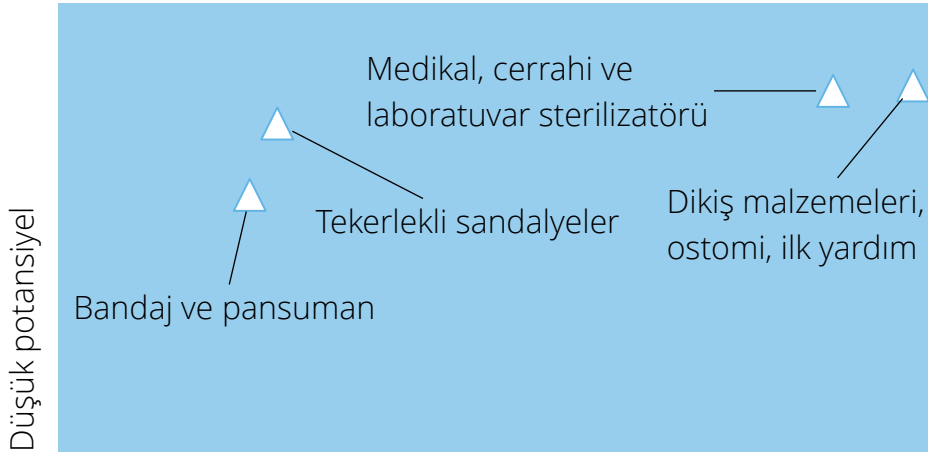 Medikal, cerrahi ve
laboratuvar sterilizatörü
Dikiş malzemeleri,
ostomi, ilk yardım
Tekerlekli sandalyeler
Bandaj ve pansuman
Düşük potansiyel